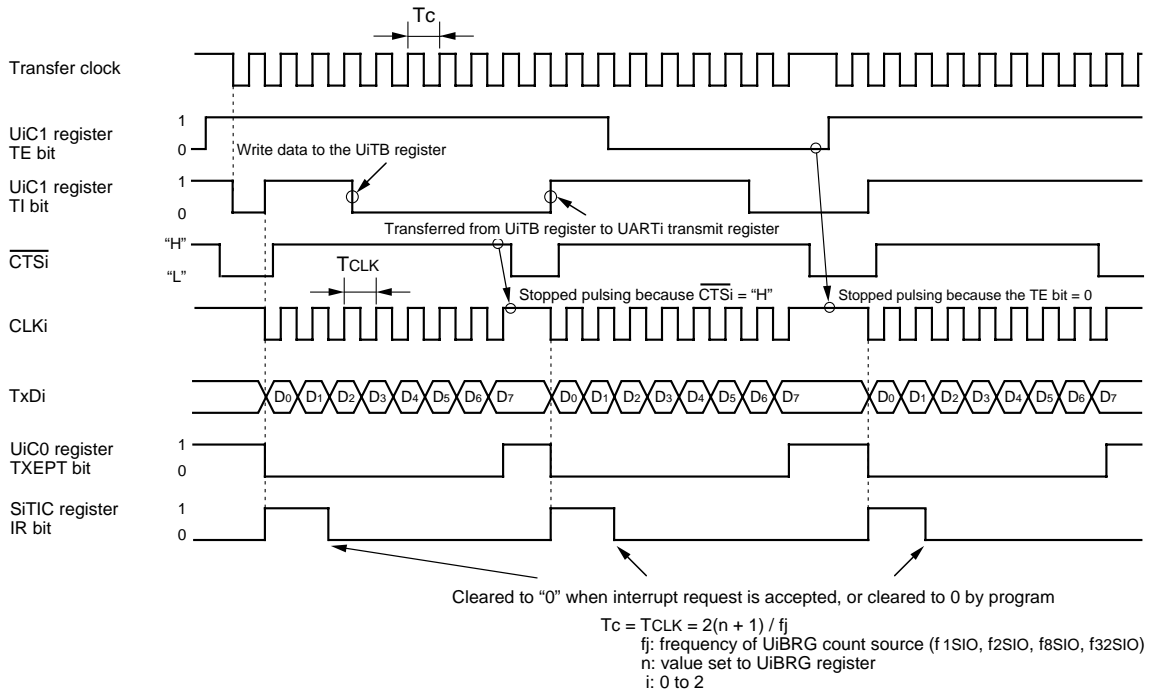 Tc
Transfer clock
UiC1 register
TE bit
1
0
Write data to the UiTB register
UiC1 register
TI bit
1
0
Transferred from UiTB register to UARTi transmit register
CTSi
“H”
“L”
TCLK
Stopped pulsing because CTSi = “H”
Stopped pulsing because the TE bit = 0
CLKi
TxDi
D0 D1 D2 D3 D4 D5 D6 D7 D0 D1 D2 D3 D4 D5 D6 D7 D0 D1 D2 D3 D4 D5 D6 D7
UiC0 register
TXEPT bit
1
0
SiTIC register
IR bit
1
0
Cleared to “0” when interrupt request is accepted, or cleared to 0 by program
Tc = TCLK = 2(n + 1) / fj
fj: frequency of UiBRG count source (f1SIO, f2SIO, f8SIO, f32SIO)
n: value set to UiBRG register
i: 0 to 2